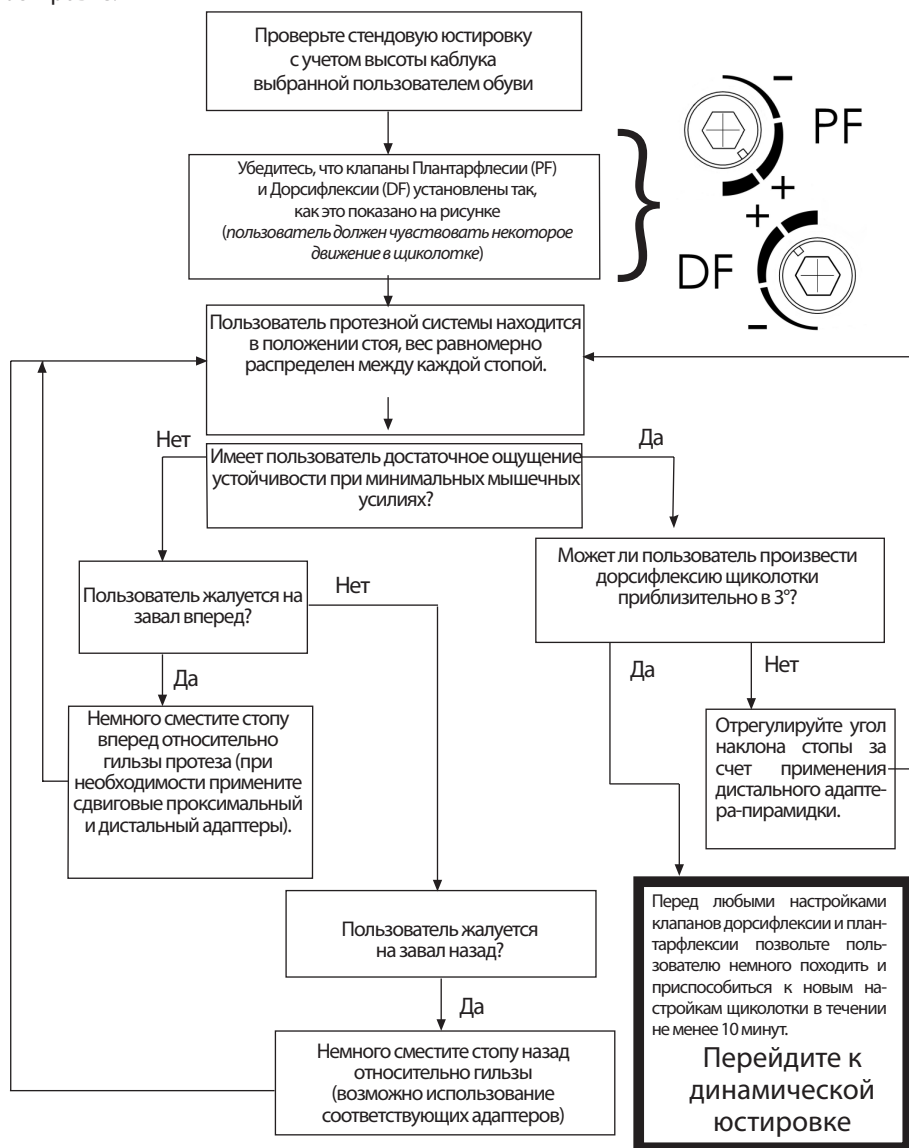 Проверьте стендовую юстировку
с учетом высоты каблука
выбранной пользователем обуви
Убедитесь, что клапаны Плантарфлесии (PF)
и Дорсифлексии (DF) установлены так,
как это показано на рисунке
(пользователь должен чувствовать некоторое
движение в щиколотке)
}
-
PF
+
+
DF
-
Пользователь протезной системы находится
в положении стоя, вес равномерно
распределен между каждой стопой.
Нет
Да
Имеет пользователь достаточное ощущение
устойчивости при минимальных мышечных
усилиях?
Может ли пользователь произвести
дорсифлексию щиколотки
приблизительно в 3°?
Пользователь жалуется на
завал вперед?
Нет
Да
Да
Нет
Немного сместите стопу
вперед относительно
гильзы протеза (при
необходимости примените
сдвиговые проксимальный
и дистальный адаптеры).
Отрегулируйте угол
наклона стопы за
счет применения
дистального адапте-
ра-пирамидки.
Пользователь жалуется
на завал назад?
Да
Немного сместите стопу назад
относительно гильзы
(возможно использование
соответствующих адаптеров)
Перед любыми настройками
клапанов дорсифлексии и план-
тарфлексии позвольте поль-
зователю немного походить и
приспособиться к новым на-
стройкам щиколотки в течении
не менее 10 минут.
Перейдите к
динамической
юстировке